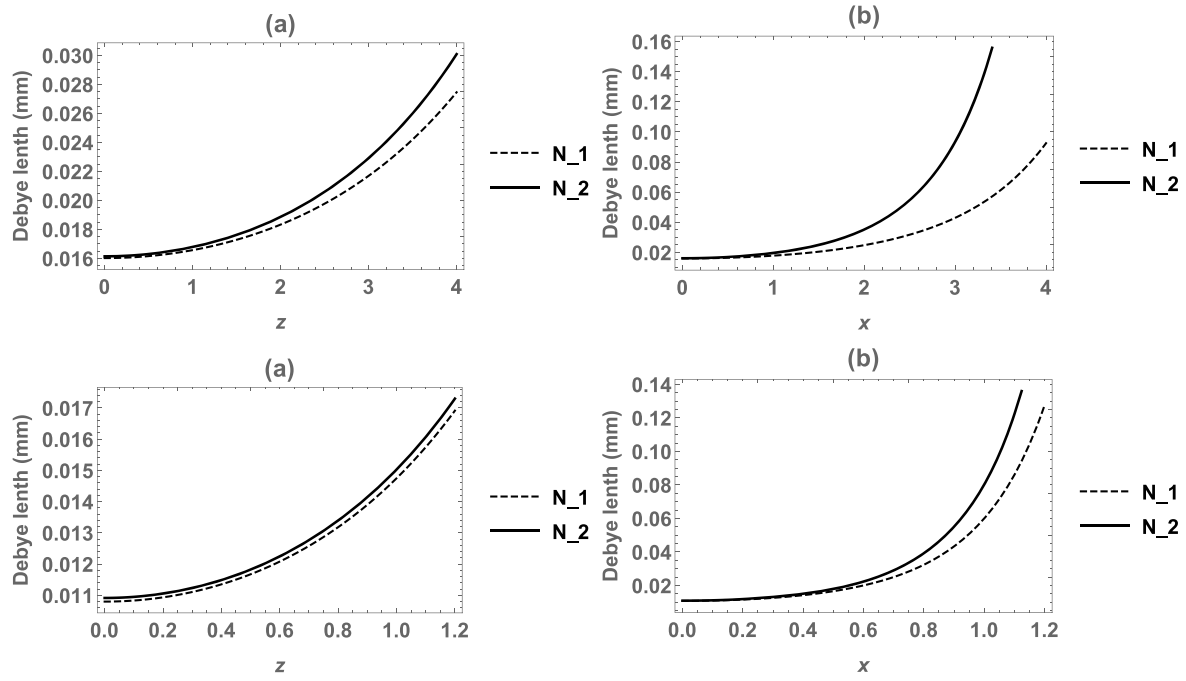 (a)
Debye lenth (mm)
0.030
0.028
0.026
0.024
0.022
0.020
0.018
0.016
0 1 2 3 4
z
N_1
N_2
(b)
Debye lenth (mm)
0.16
0.14
0.12
0.10
0.08
0.06
0.04
0.02
0 1 2 3 4
x
N_1
N_2
(a)
Debye lenth (mm)
0.017
0.016
0.015
0.014
0.013
0.012
0.011
0.0 0.2 0.4 0.6 0.8 1.0 1.2
z
N_1
N_2
(b)
Debye lenth (mm)
0.14
0.12
0.10
0.08
0.06
0.04
0.02
0.0 0.2 0.4 0.6 0.8 1.0 1.2
x
N_1
N_2